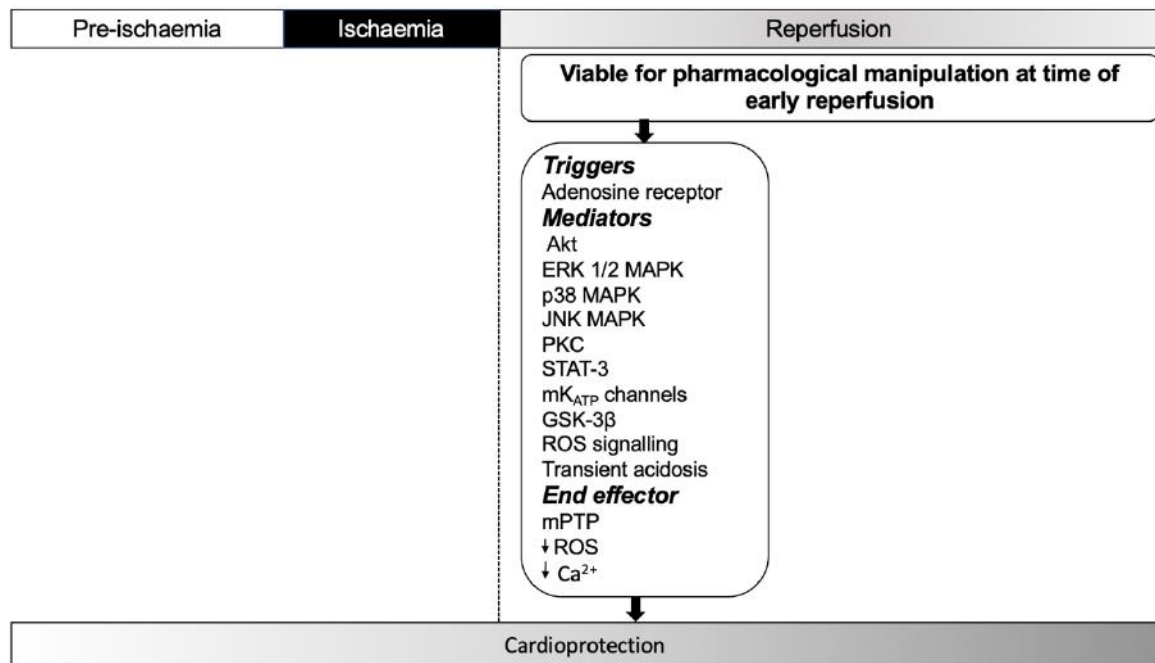 Pre-ischaemia
Ischaemia
Reperfusion
Viable for pharmacological manipulation at time of
early reperfusion
Triggers
Adenosine receptor
Mediators
Akt
ERK 1/2 MAPK
p38 MAPK
JNK MAPK
PKC
STAT-3
mK_ATP channels
GSK-3β
ROS signalling
Transient acidosis
End effector
mPTP
↓ ROS
↓ Ca²⁺
Cardioprotection